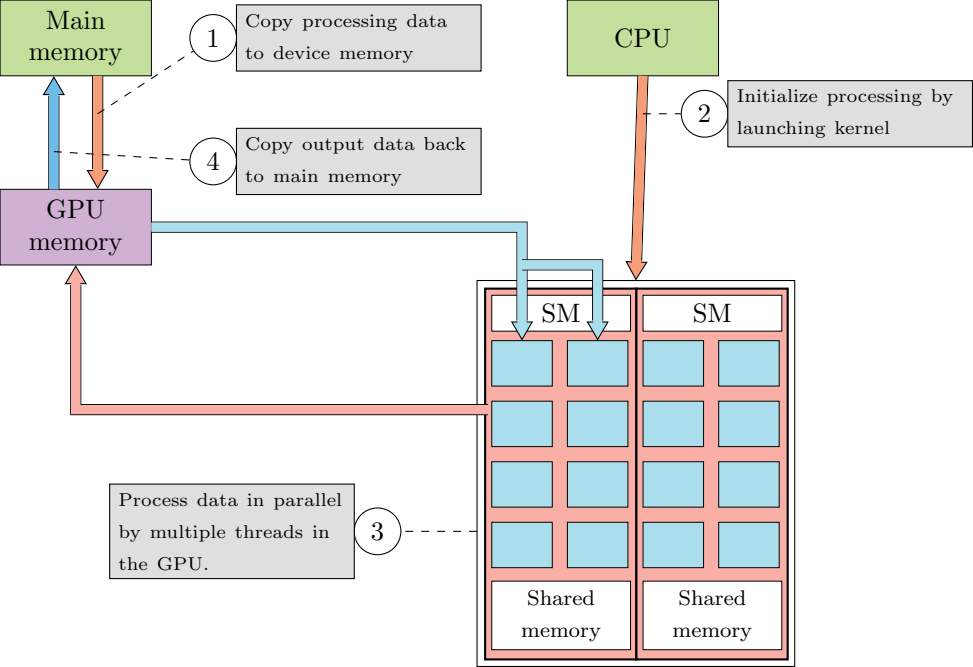 Main
memory
1
Copy processing data
to device memory
CPU
2
Initialize processing by
launching kernel
4
Copy output data back
to main memory
GPU
memory
SM
SM
Process data in parallel
by multiple threads in
the GPU.
3
Shared
memory
Shared
memory